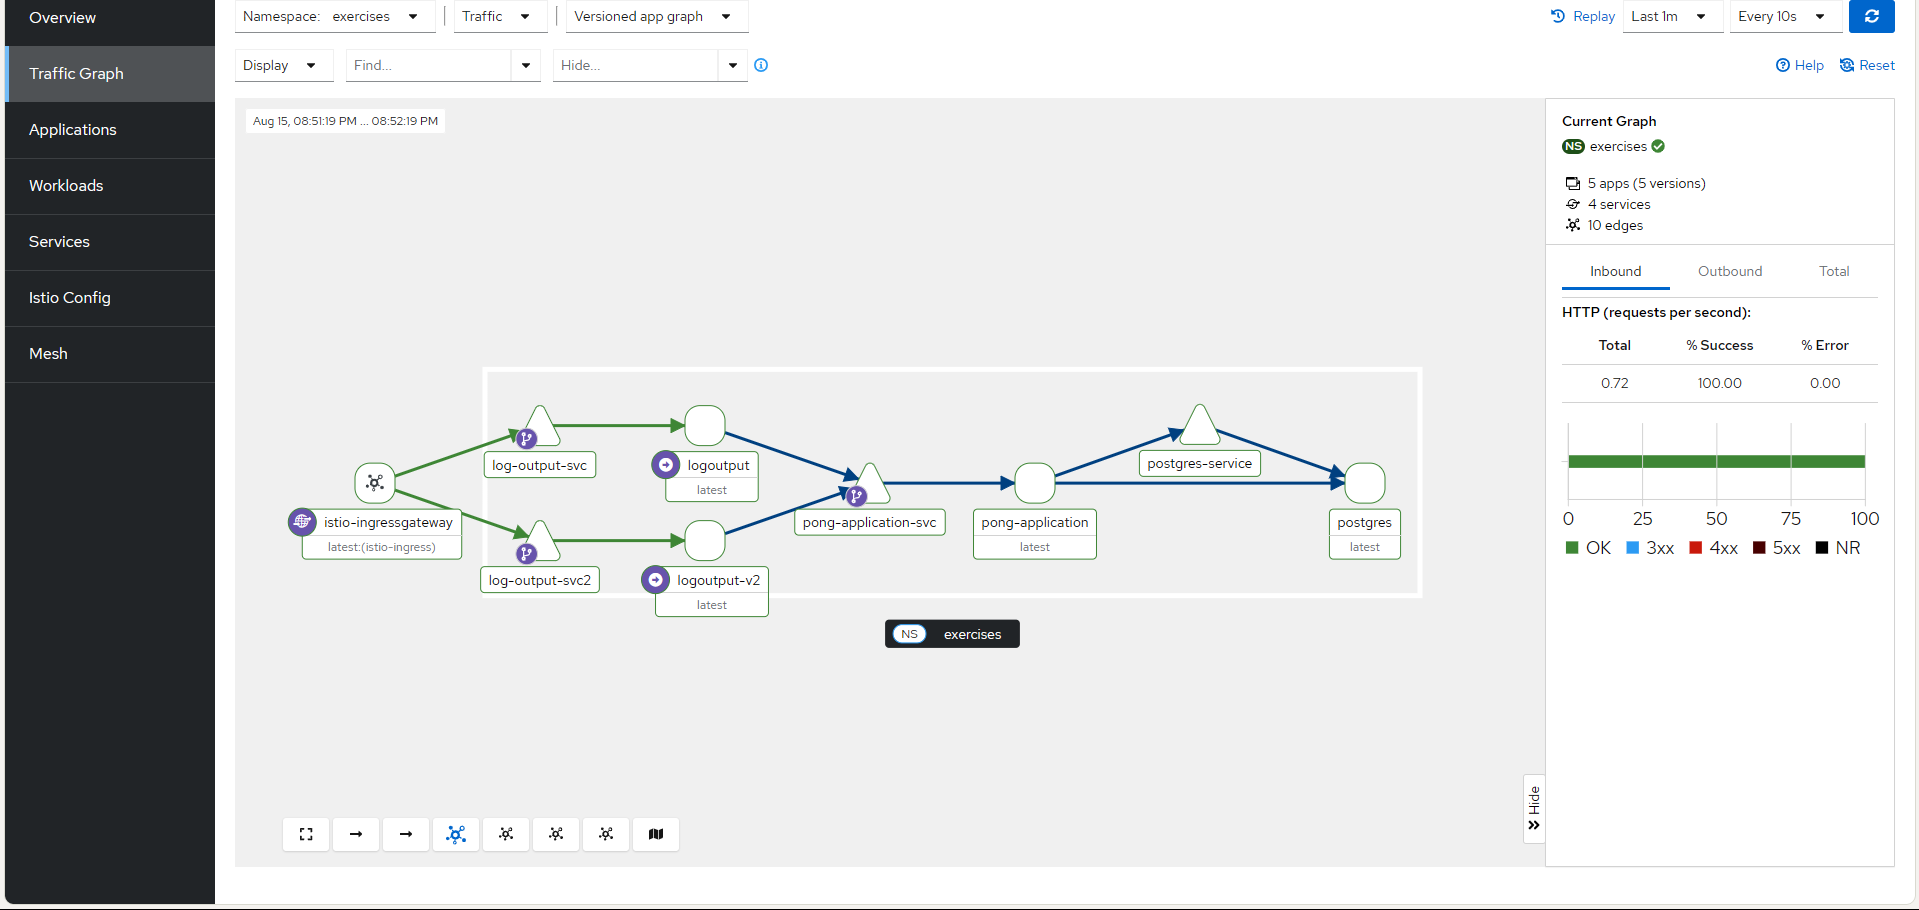 Overview
Traffic Graph
Applications
Workloads
Services
Istio Config
Mesh
Namespace: exercises
Traffic
Versioned app graph
Replay
Last 1m
Every 10s
Display
Find...
Hide...
Help
Reset
Aug 15, 08:51:19 PM ... 08:52:19 PM
log-output-svc
logoutput
latest
postgres-service
istio-ingressgateway
latest:(istio-ingress)
pong-application-svc
pong-application
latest
postgres
latest
log-output-svc2
logoutput-v2
latest
NS exercises
Hide
Current Graph
NS exercises
5 apps (5 versions)
4 services
10 edges
Inbound Outbound Total
HTTP (requests per second):
Total % Success % Error
0.72 100.00 0.00
0 25 50 75 100
OK 3xx 4xx 5xx NR